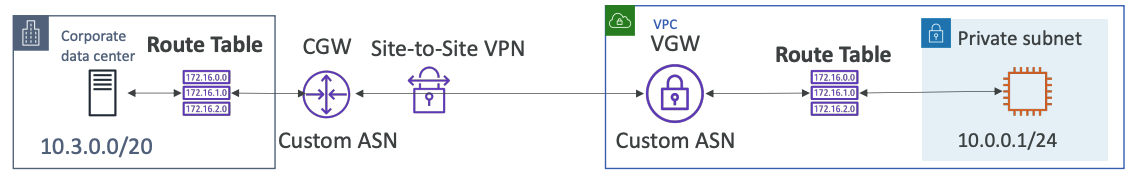 Corporate
data center
Route Table
172.16.0.0
172.16.1.0
172.16.2.0
10.3.0.0/20
CGW
Custom ASN
Site-to-Site VPN
VPC
VGW
Custom ASN
Route Table
172.16.0.0
172.16.1.0
172.16.2.0
Private subnet
10.0.0.1/24